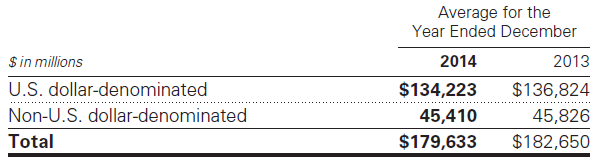 Average for the
Year Ended December
$ in millions 2014 2013
U.S. dollar-denominated $134,223 $136,824
Non-U.S. dollar-denominated 45,410 45,826
Total $179,633 $182,650